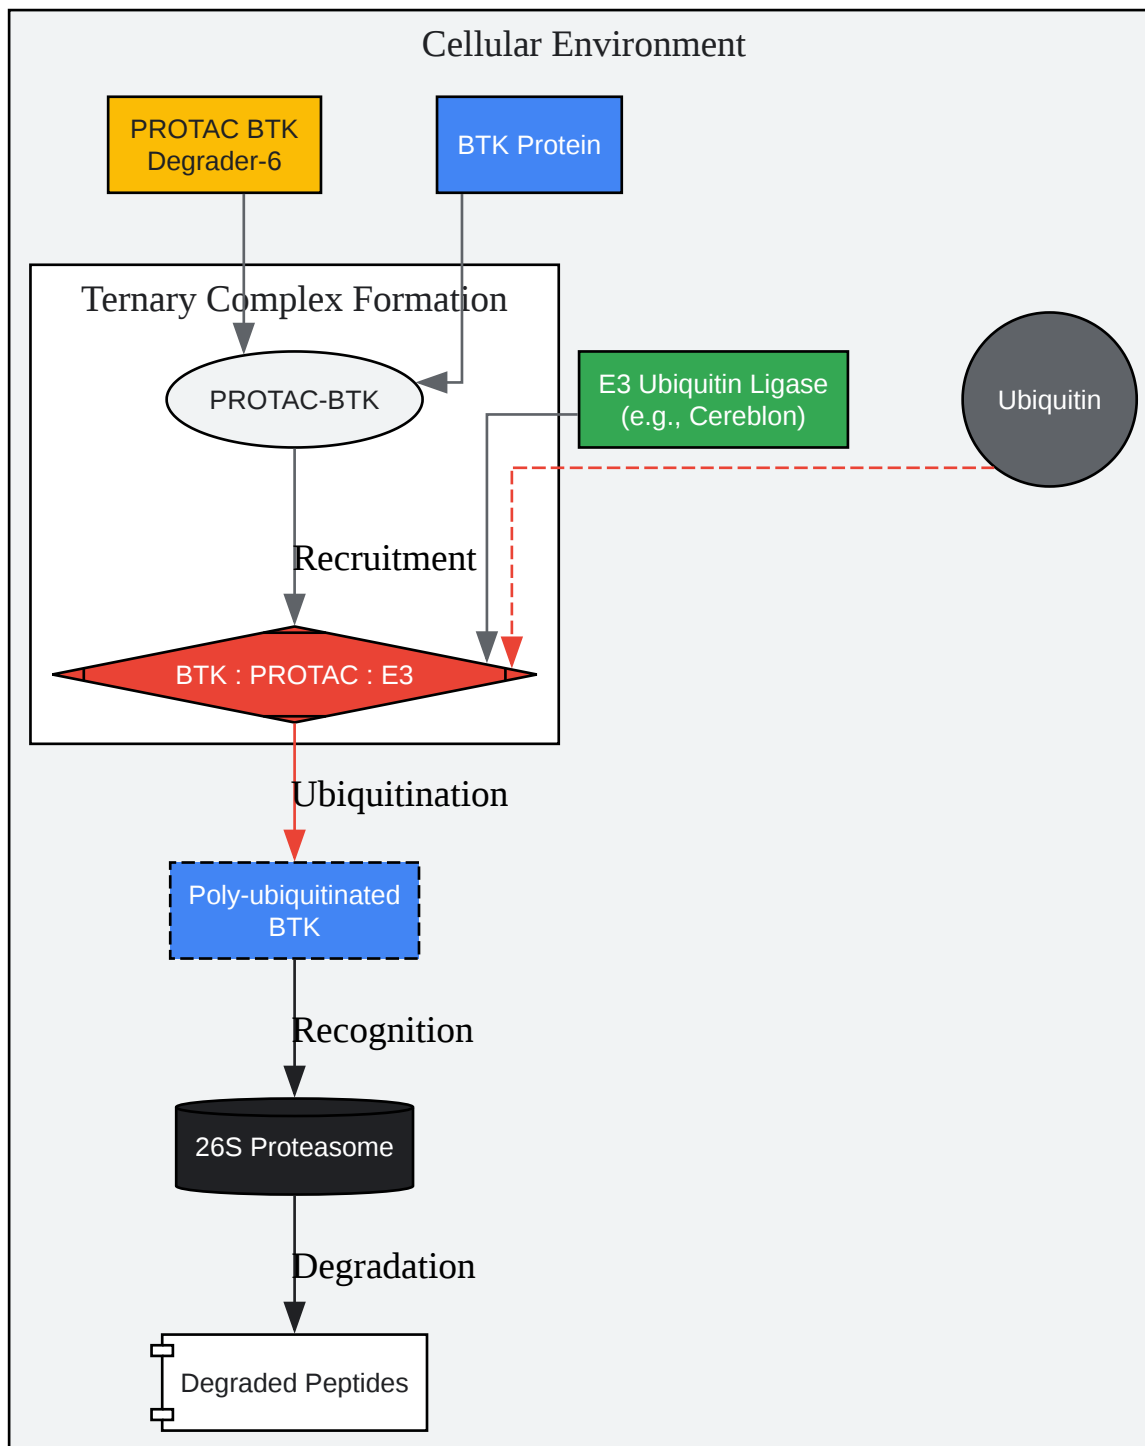 Cellular Environment
PROTAC BTK
Degrader-6
BTK Protein
Ternary Complex Formation
PROTAC-BTK
E3 Ubiquitin Ligase
(e.g., Cereblon)
Ubiquitin
Recruitment
BTK : PROTAC : E3
Ubiquitination
Poly-ubiquitinated
BTK
Recognition
26S Proteasome
Degradation
Degraded Peptides